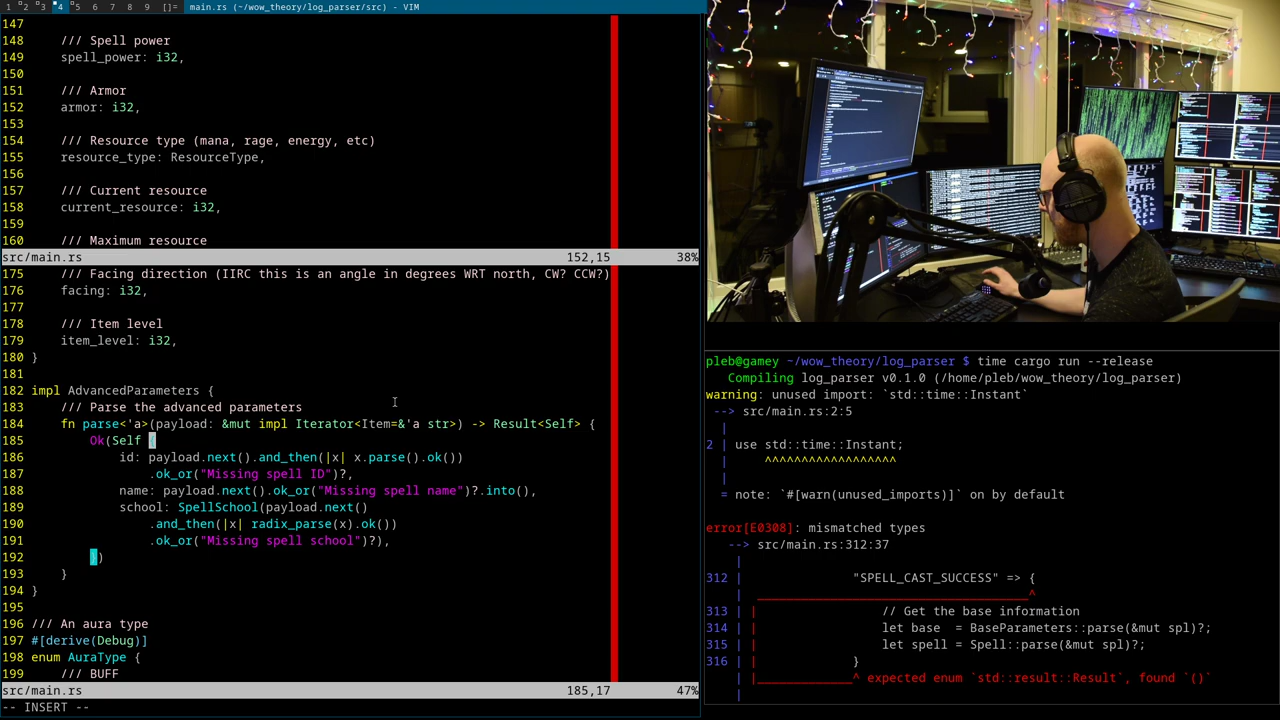 1 2 3 4 5 6 7 8 9 []= main.rs (~/wow_theory/log_parser/src) - VIM
147
148     /// Spell power
149     spell_power: i32,
150
151     /// Armor
152     armor: i32,
153
154     /// Resource type (mana, rage, energy, etc)
155     resource_type: ResourceType,
156
157     /// Current resource
158     current_resource: i32,
159
160     /// Maximum resource
src/main.rs 152,15 38%
175     /// Facing direction (IIRC this is an angle in degrees WRT north, CW? CCW?)
176     facing: i32,
177
178     /// Item level
179     item_level: i32,
180 }
181
182 impl AdvancedParameters {
183     /// Parse the advanced parameters
184     fn parse<'a>(payload: &mut impl Iterator<Item=&'a str>) -> Result<Self> {
185         Ok(Self {
186             id: payload.next().and_then(|x| x.parse().ok())
187                 .ok_or("Missing spell ID")?,
188             name: payload.next().ok_or("Missing spell name")?.into(),
189             school: SpellSchool(payload.next()
190                 .and_then(|x| radix_parse(x).ok())
191                 .ok_or("Missing spell school")?),
192         })
193     }
194 }
195
196 /// An aura type
197 #[derive(Debug)]
198 enum AuraType {
199     /// BUFF
src/main.rs 185,17 47%
-- INSERT --
pleb@gamey ~/wow_theory/log_parser $ time cargo run --release
   Compiling log_parser v0.1.0 (/home/pleb/wow_theory/log_parser)
warning: unused import: `std::time::Instant`
 --> src/main.rs:2:5
  |
2 | use std::time::Instant;
  |     ^^^^^^^^^^^^^^^^^^
  |
  = note: `#[warn(unused_imports)]` on by default
error[E0308]: mismatched types
   --> src/main.rs:312:37
    |
312 |               "SPELL_CAST_SUCCESS" => {
    |  _____________________________________^
313 | |                 // Get the base information
314 | |                 let base  = BaseParameters::parse(&mut spl)?;
315 | |                 let spell = Spell::parse(&mut spl)?;
316 | |             }
    | |_____________^ expected enum `std::result::Result`, found `()`
    |